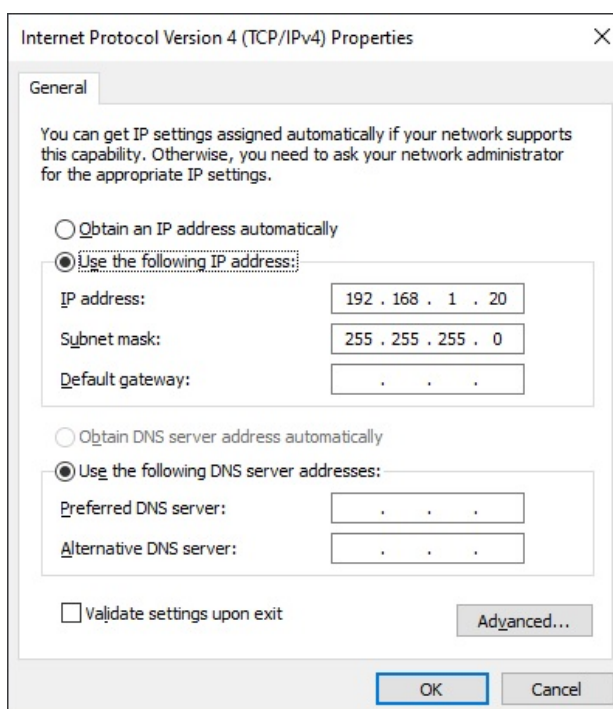 Internet Protocol Version 4 (TCP/IPv4) Properties
General
You can get IP settings assigned automatically if your network supports
this capability. Otherwise, you need to ask your network administrator
for the appropriate IP settings.
Obtain an IP address automatically
Use the following IP address:
IP address: 192 . 168 . 1 . 20
Subnet mask: 255 . 255 . 255 . 0
Default gateway: . . .
Obtain DNS server address automatically
Use the following DNS server addresses:
Preferred DNS server: . . .
Alternative DNS server: . . .
Validate settings upon exit
Advanced...
OK Cancel